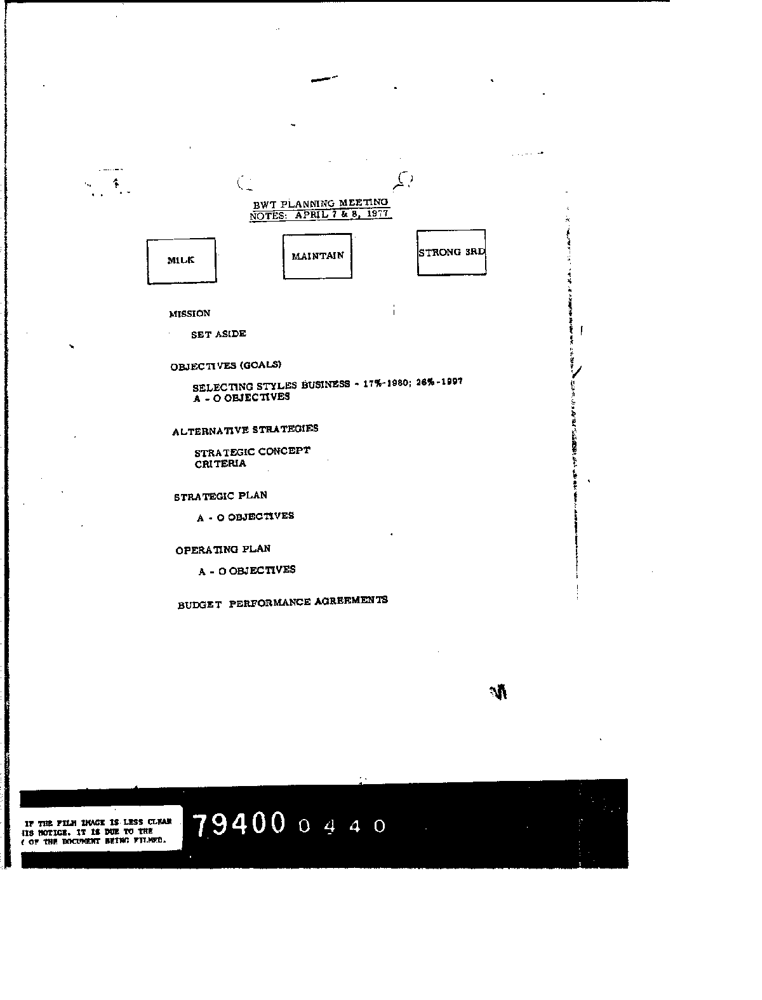 BWT PLANNING MEETING
NOTES: APRIL 7 & 8, 1977
MILK
MAINTAIN
STRONG 3RD
MISSION
SET ASIDE
OBJECTIVES (GOALS)
SELECTING STYLES BUSINESS - 17%-1980; 26%-1997
A - O OBJECTIVES
ALTERNATIVE STRATEGIES
STRATEGIC CONCEPT
CRITERIA
STRATEGIC PLAN
A - O OBJECTIVES
OPERATING PLAN
A - O OBJECTIVES
BUDGET PERFORMANCE AGREEMENTS
IF THE FILM IMAGE IS LESS CLEAR
NOTICE. IT IS DUE TO THE
OF THE DOCUMENT BEING FILMED.
79400 0440